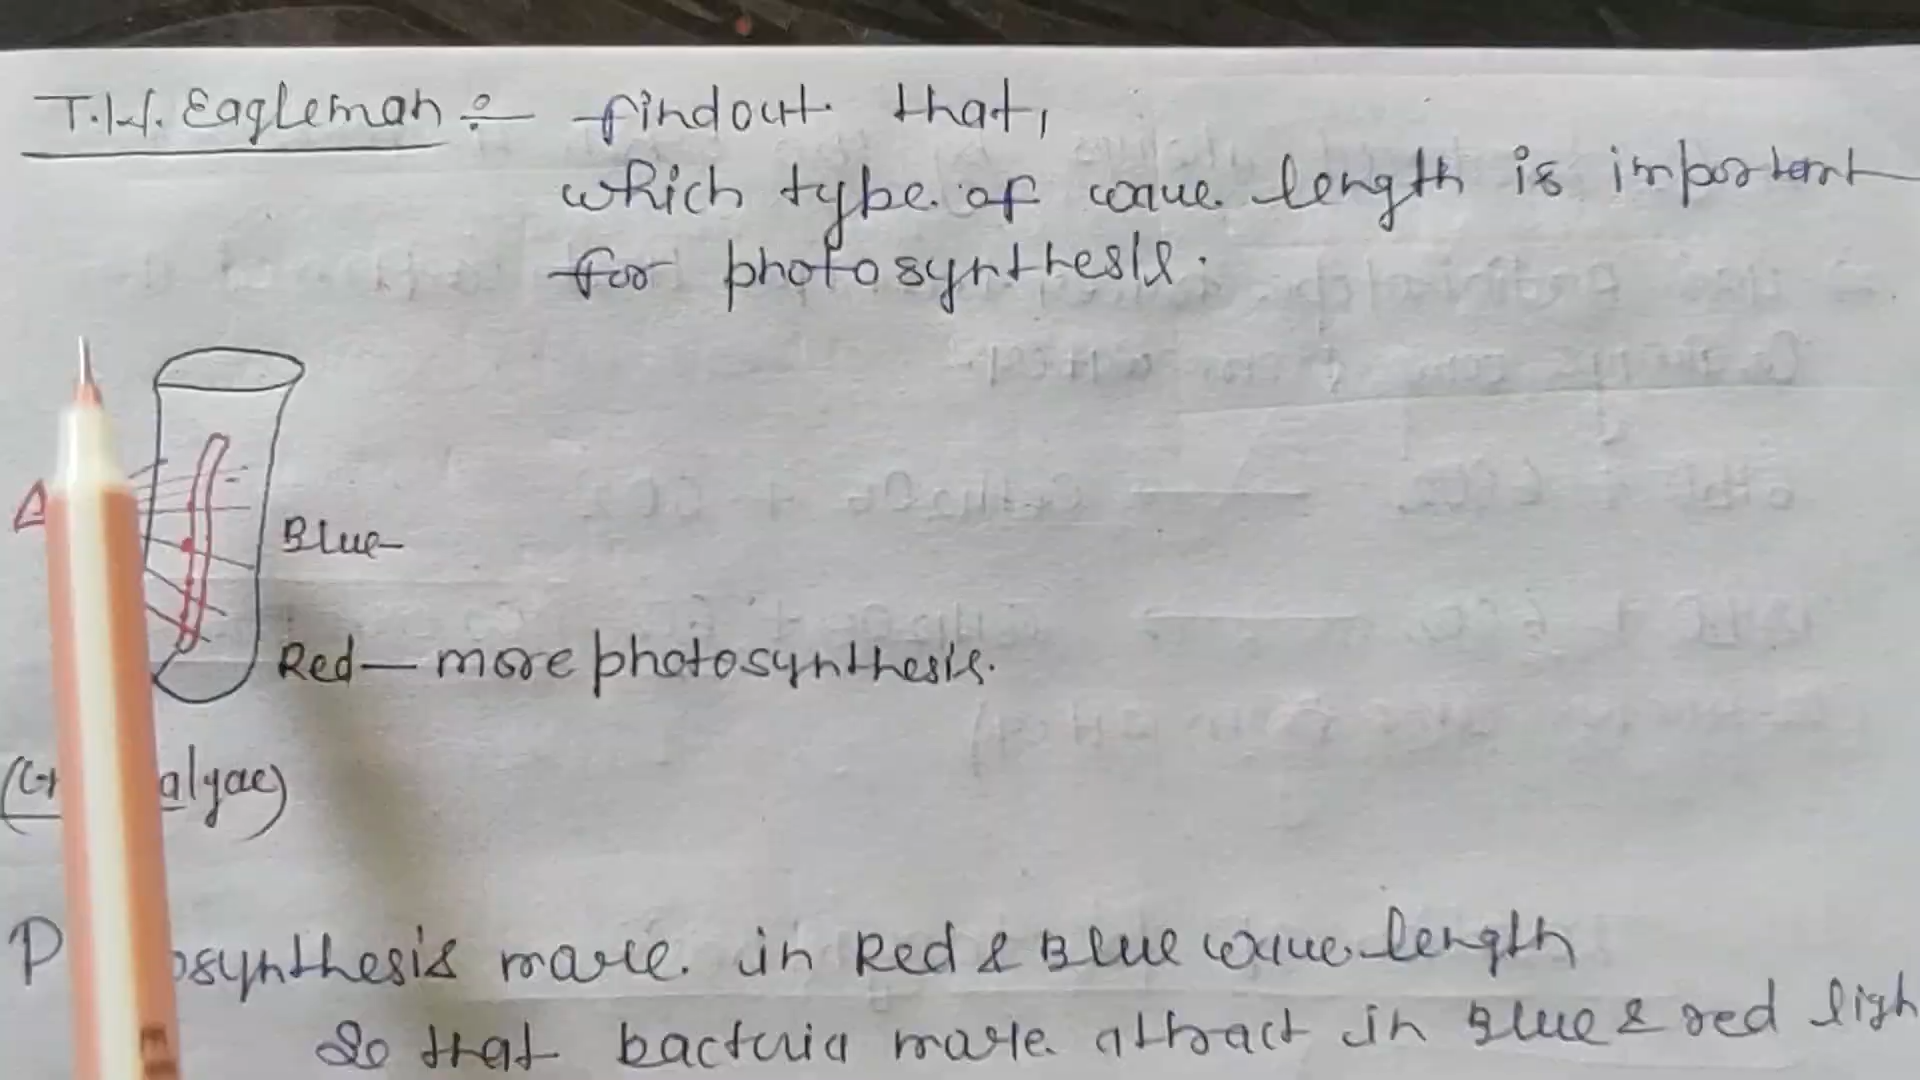 T.W. Eagleman :- findout that,
which type of wave length is important
for photosynthesis.
Blue
Red — more photosynthesis.
algae)
more in Red & Blue wave length
So that bacteria more attract in Blue & red ligh